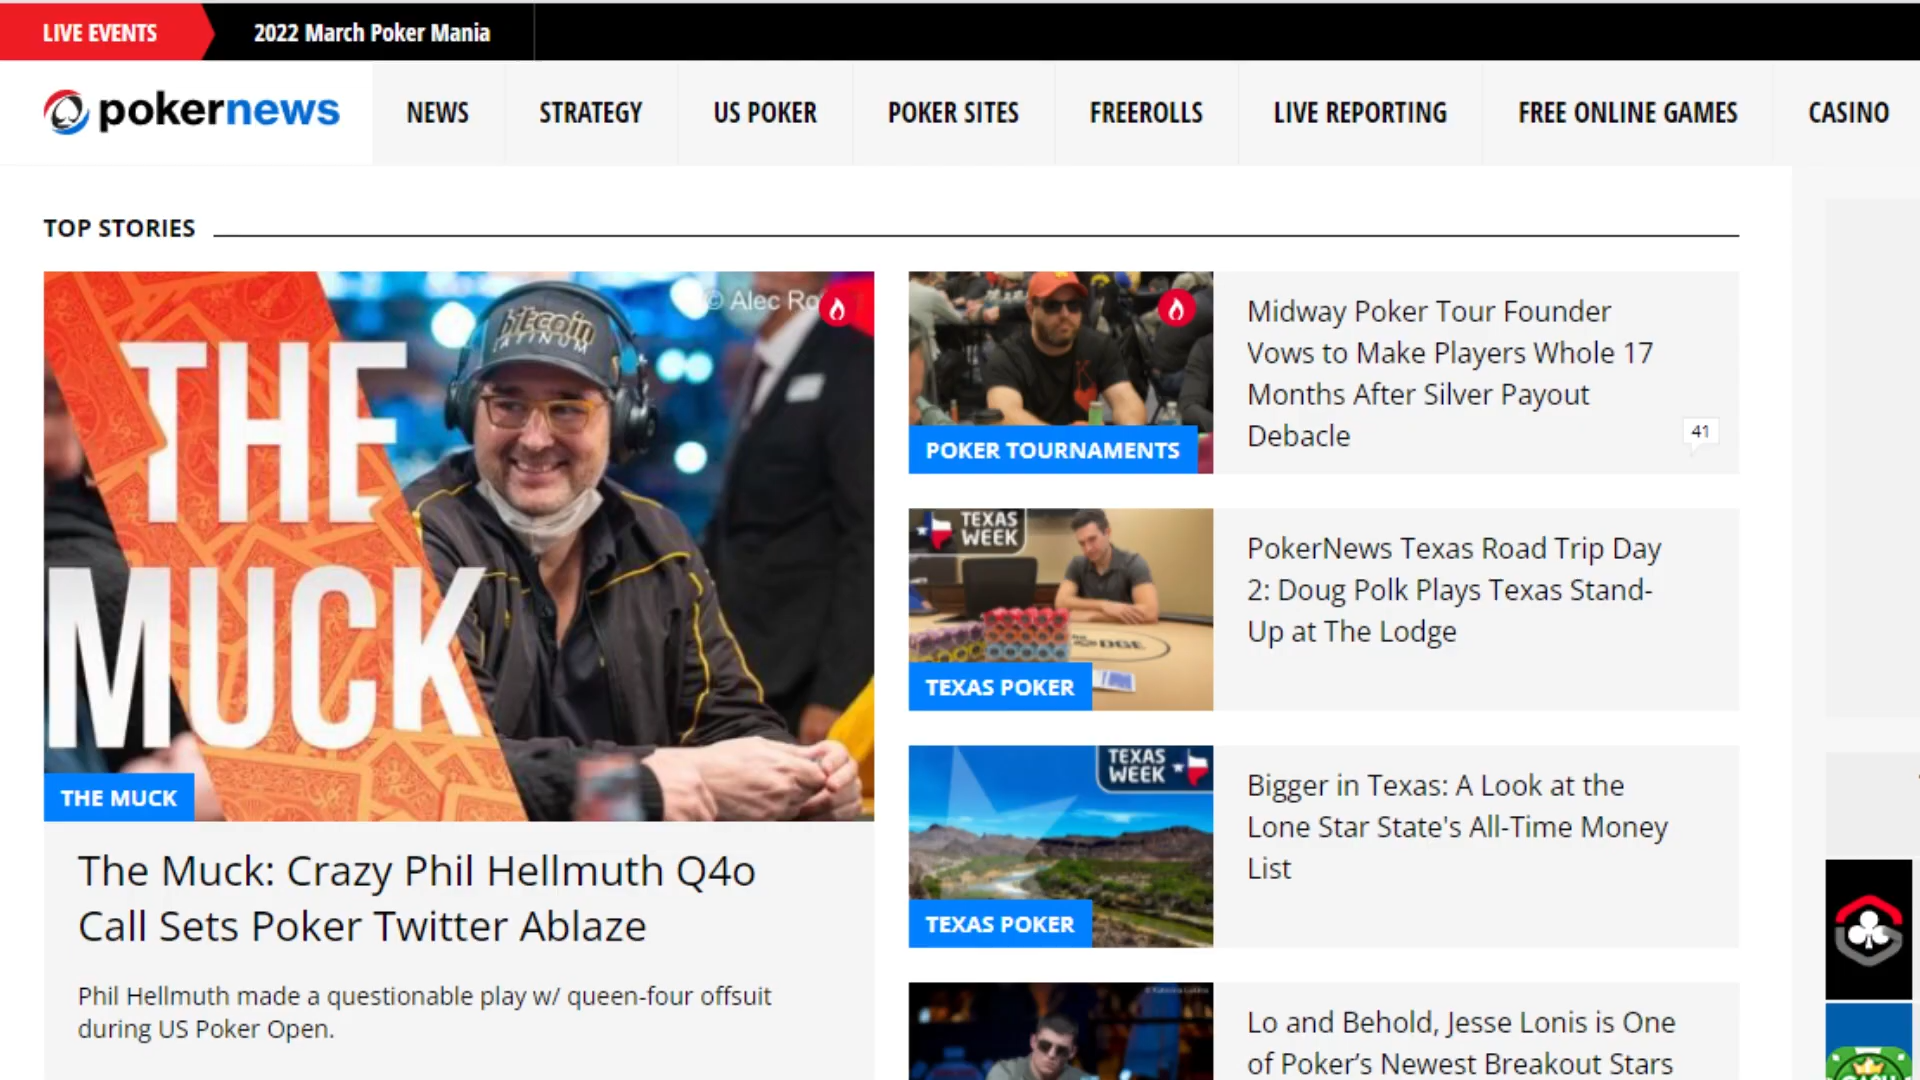 LIVE EVENTS
2022 March Poker Mania
pokernews
NEWS
STRATEGY
US POKER
POKER SITES
FREEROLLS
LIVE REPORTING
FREE ONLINE GAMES
CASINO
TOP STORIES
© Alec Ro
bitcoin
LATINUM
THE
MUCK
THE MUCK
The Muck: Crazy Phil Hellmuth Q4o
Call Sets Poker Twitter Ablaze
Phil Hellmuth made a questionable play w/ queen-four offsuit
during US Poker Open.
POKER TOURNAMENTS
Midway Poker Tour Founder
Vows to Make Players Whole 17
Months After Silver Payout
Debacle
41
TEXAS
WEEK
TEXAS POKER
PokerNews Texas Road Trip Day
2: Doug Polk Plays Texas Stand-
Up at The Lodge
TEXAS
WEEK
TEXAS POKER
Bigger in Texas: A Look at the
Lone Star State's All-Time Money
List
Lo and Behold, Jesse Lonis is One
of Poker’s Newest Breakout Stars